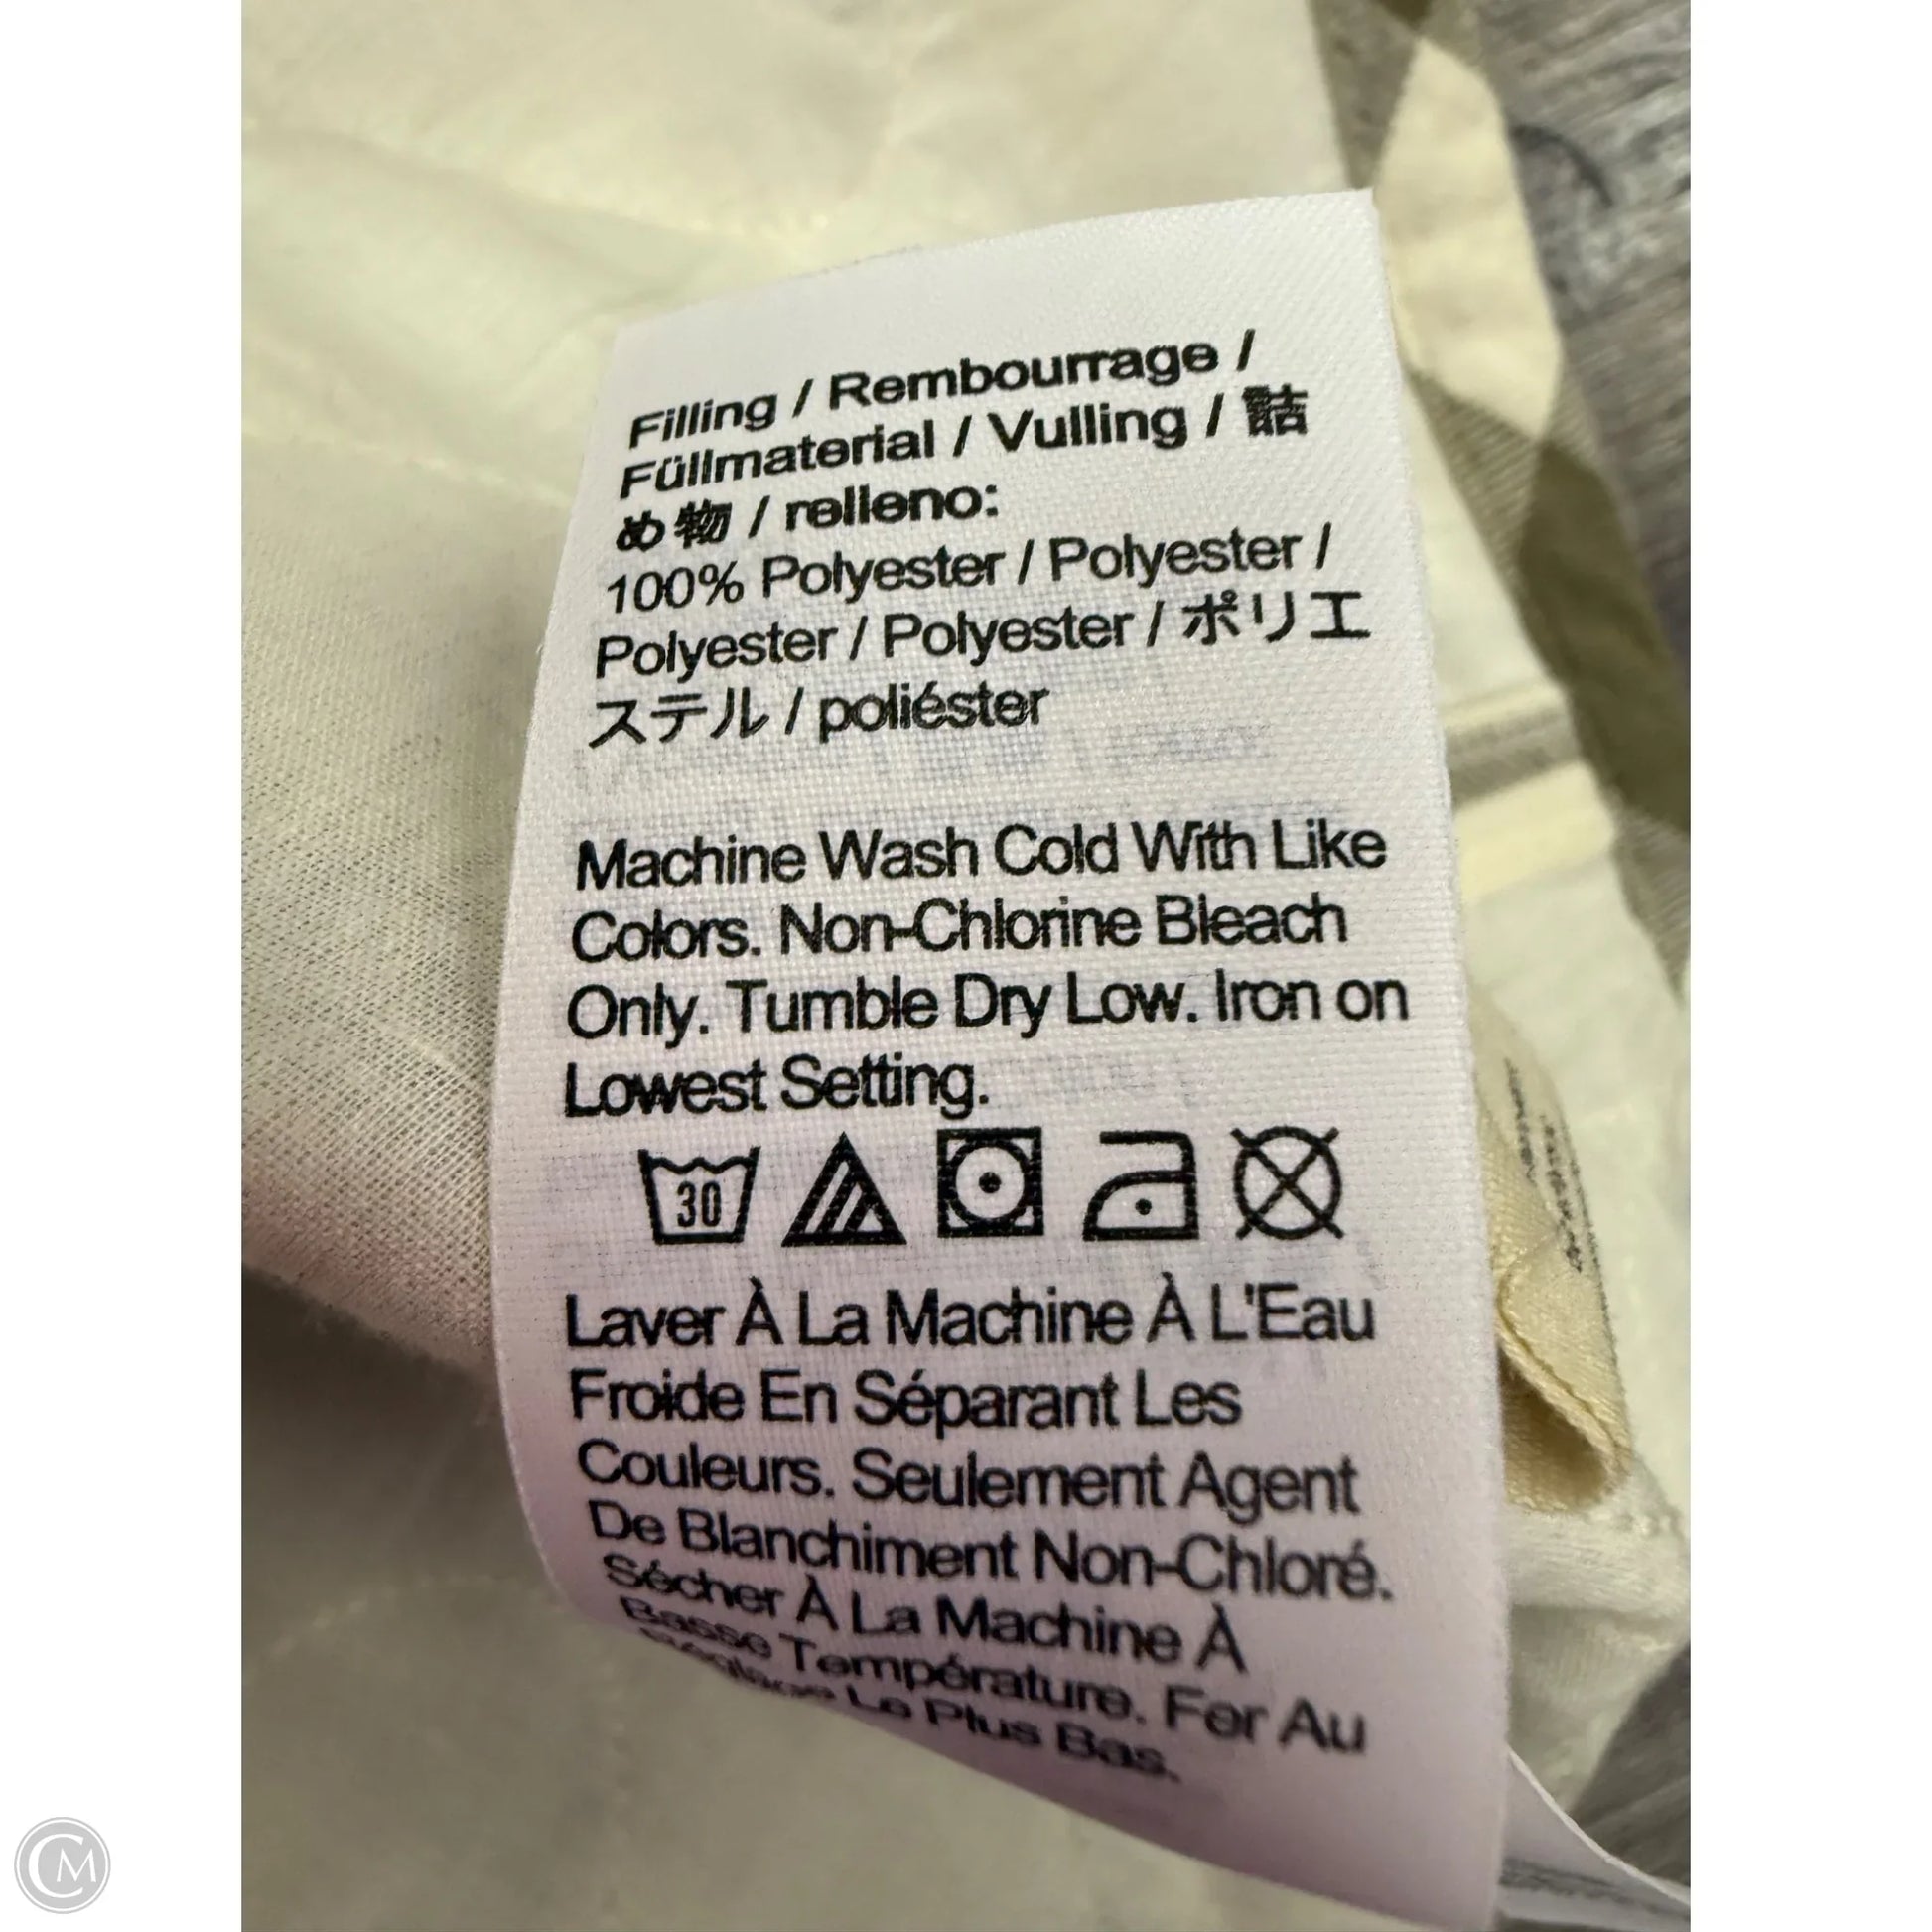 Filling / Rembourrage /
Füllmaterial / Vulling / 詰
め物 / relleno:
100% Polyester / Polyester /
Polyester / Polyester / ポリエ
ステル / poliéster
Machine Wash Cold With Like
Colors. Non-Chlorine Bleach
Only. Tumble Dry Low. Iron on
Lowest Setting.
30
Laver À La Machine À L'Eau
Froide En Séparant Les
Couleurs. Seulement Agent
De Blanchiment Non-Chloré.
Sécher À La Machine À
Basse Température. Fer Au
Réglage Le Plus Bas.
CM